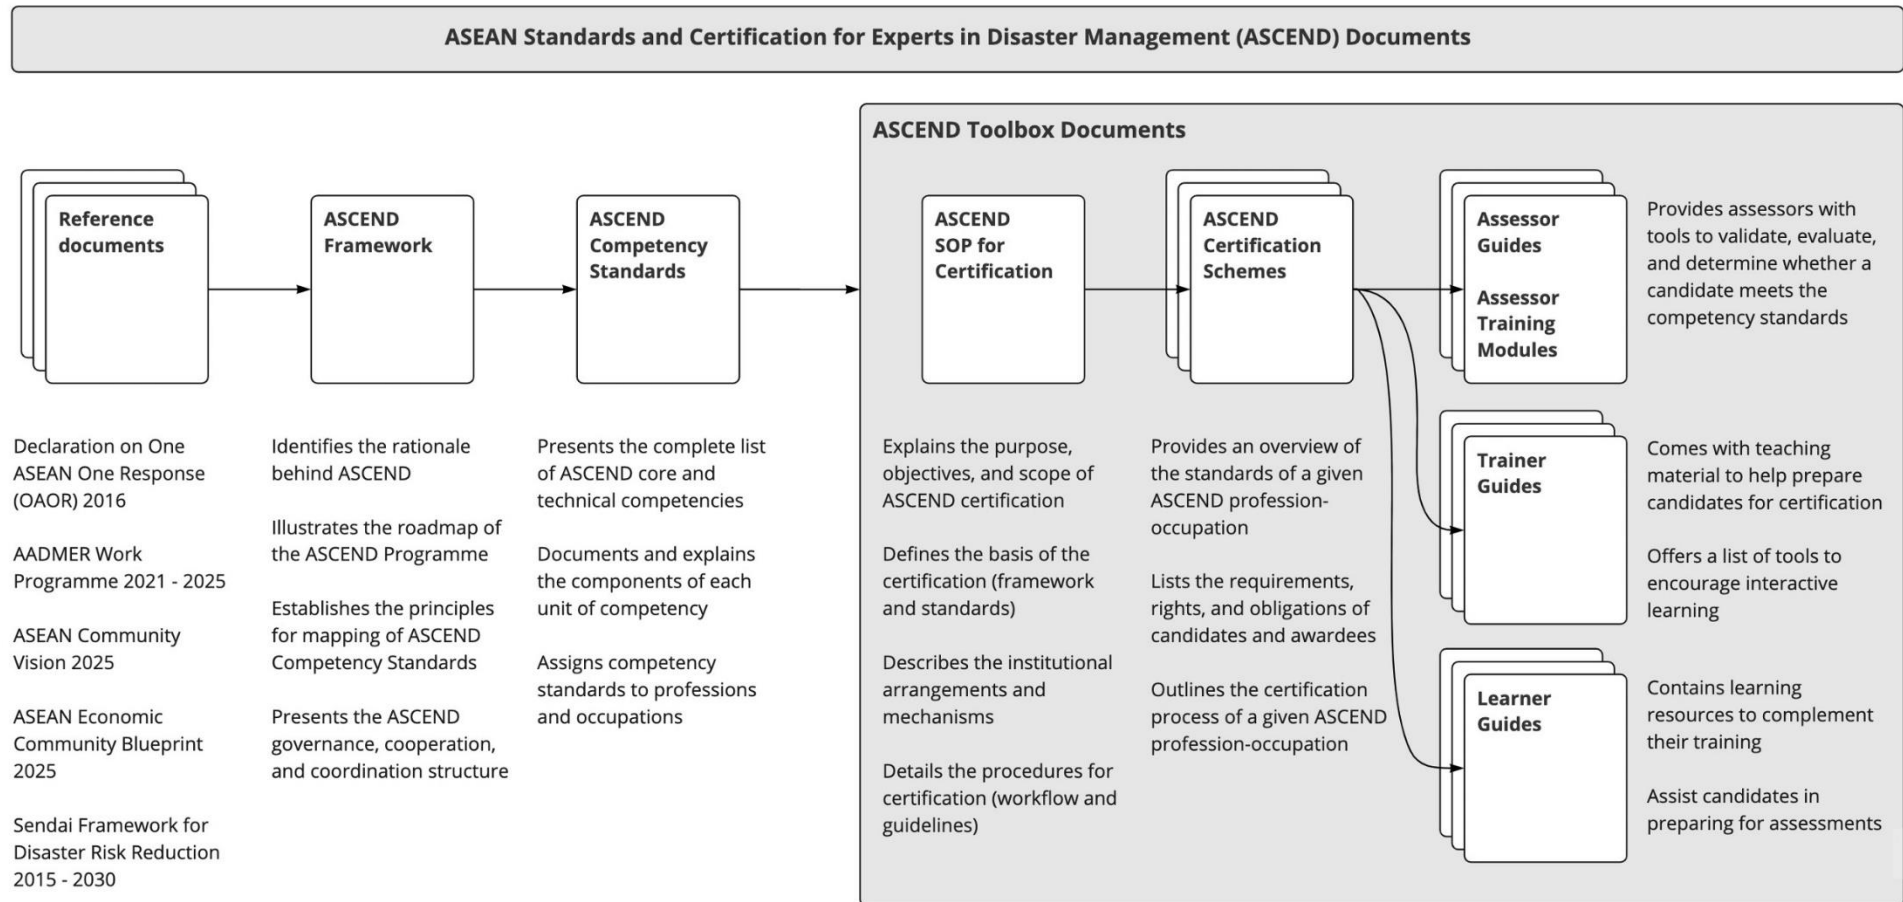 ASEAN Standards and Certification for Experts in Disaster Management (ASCEND) Documents
Reference
documents
ASCEND
Framework
ASCEND
Competency
Standards
Declaration on One
ASEAN One Response
(OAOR) 2016
AADMER Work
Programme 2021 - 2025
ASEAN Community
Vision 2025
ASEAN Economic
Community Blueprint
2025
Sendai Framework for
Disaster Risk Reduction
2015 - 2030
Identifies the rationale
behind ASCEND
Illustrates the roadmap of
the ASCEND Programme
Establishes the principles
for mapping of ASCEND
Competency Standards
Presents the ASCEND
governance, cooperation,
and coordination structure
Presents the complete list
of ASCEND core and
technical competencies
Documents and explains
the components of each
unit of competency
Assigns competency
standards to professions
and occupations
ASCEND Toolbox Documents
ASCEND
SOP for
Certification
ASCEND
Certification
Schemes
Explains the purpose,
objectives, and scope of
ASCEND certification
Defines the basis of the
certification (framework
and standards)
Describes the institutional
arrangements and
mechanisms
Details the procedures for
certification (workflow and
guidelines)
Provides an overview of
the standards of a given
ASCEND profession-
occupation
Lists the requirements,
rights, and obligations of
candidates and awardees
Outlines the certification
process of a given ASCEND
profession-occupation
Assessor
Guides
Assessor
Training
Modules
Provides assessors with
tools to validate, evaluate,
and determine whether a
candidate meets the
competency standards
Trainer
Guides
Comes with teaching
material to help prepare
candidates for certification
Offers a list of tools to
encourage interactive
learning
Learner
Guides
Contains learning
resources to complement
their training
Assist candidates in
preparing for assessments